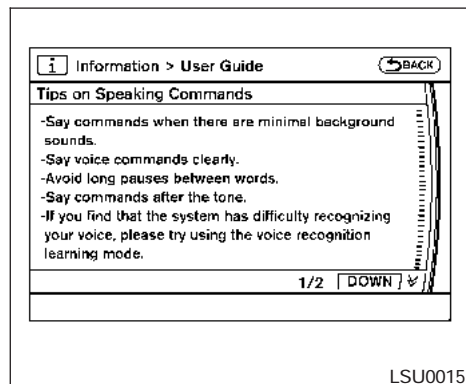 i Information > User Guide BACK
Tips on Speaking Commands
-Say commands when there are minimal background
sounds.
-Say voice commands clearly.
-Avoid long pauses between words.
-Say commands after the tone.
-If you find that the system has difficulty recognizing
your voice, please try using the voice recognition
learning mode.
1/2 DOWN
LSU0015